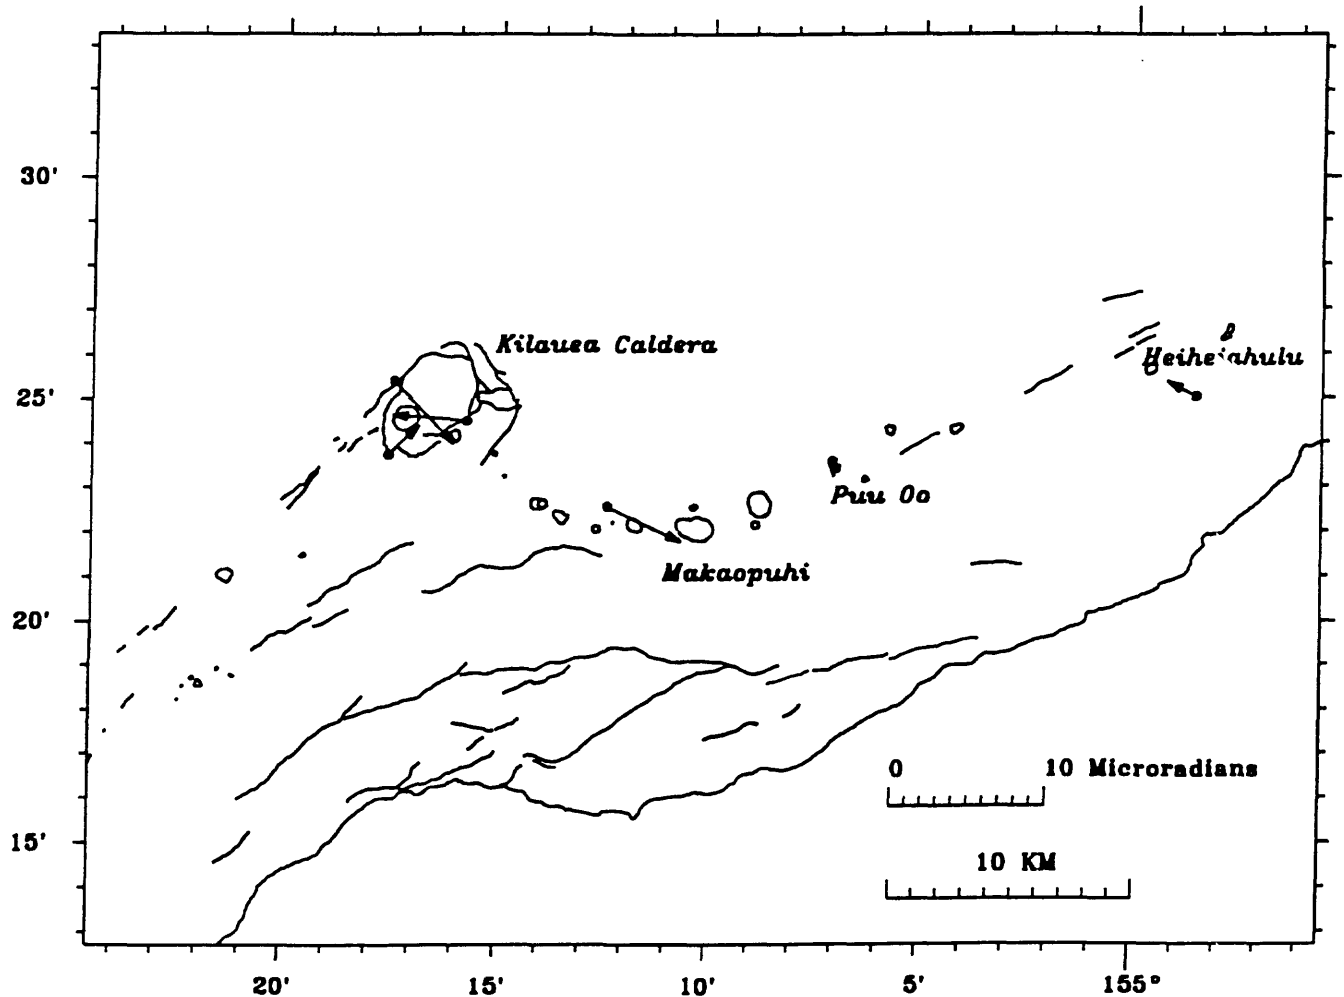 30'
Kilauea Caldera
Heiheiahulu
25'
Puu Oo
Makaopuhi
20'
0 10 Microradians
15'
10 KM
20' 15' 10' 5' 155°